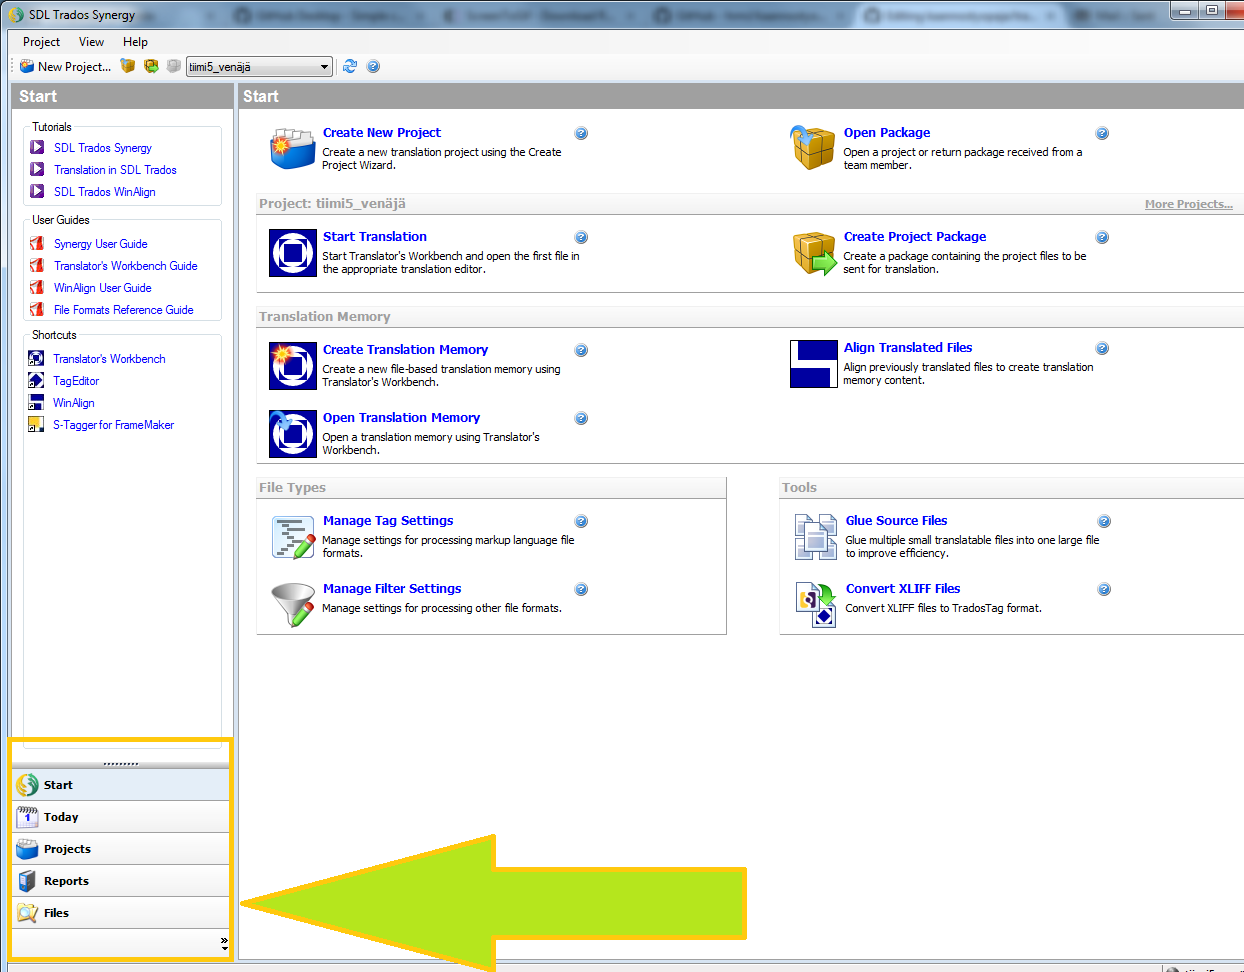 SDL Trados Synergy
Project View Help
New Project... tiimi5_venäjä
Start
Tutorials
SDL Trados Synergy
Translation in SDL Trados
SDL Trados WinAlign
User Guides
Synergy User Guide
Translator's Workbench Guide
WinAlign User Guide
File Formats Reference Guide
Shortcuts
Translator's Workbench
TagEditor
WinAlign
S-Tagger for FrameMaker
Start
Today
Projects
Reports
Files
Start
Create New Project
Create a new translation project using the Create
Project Wizard.
Open Package
Open a project or return package received from a
team member.
Project: tiimi5_venäjä
More Projects...
Start Translation
Start Translator's Workbench and open the first file in
the appropriate translation editor.
Create Project Package
Create a package containing the project files to be
sent for translation.
Translation Memory
Create Translation Memory
Create a new file-based translation memory using
Translator's Workbench.
Align Translated Files
Align previously translated files to create translation
memory content.
Open Translation Memory
Open a translation memory using Translator's
Workbench.
File Types
Manage Tag Settings
Manage settings for processing markup language file
formats.
Manage Filter Settings
Manage settings for processing other file formats.
Tools
Glue Source Files
Glue multiple small translatable files into one large file
to improve efficiency.
Convert XLIFF Files
Convert XLIFF files to TradosTag format.